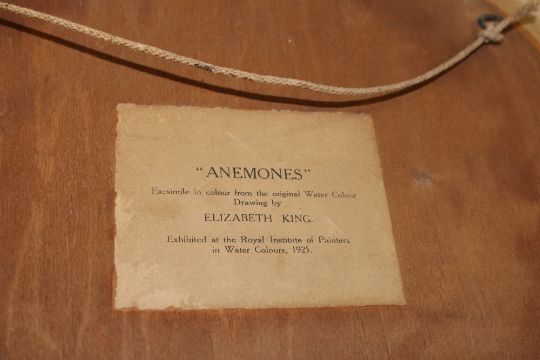 "ANEMONES"
Facsimile in colour from the original Water Colour
Drawing by
ELIZABETH KING.
Exhibited at the Royal Institute of Painters
in Water Colours, 1925.